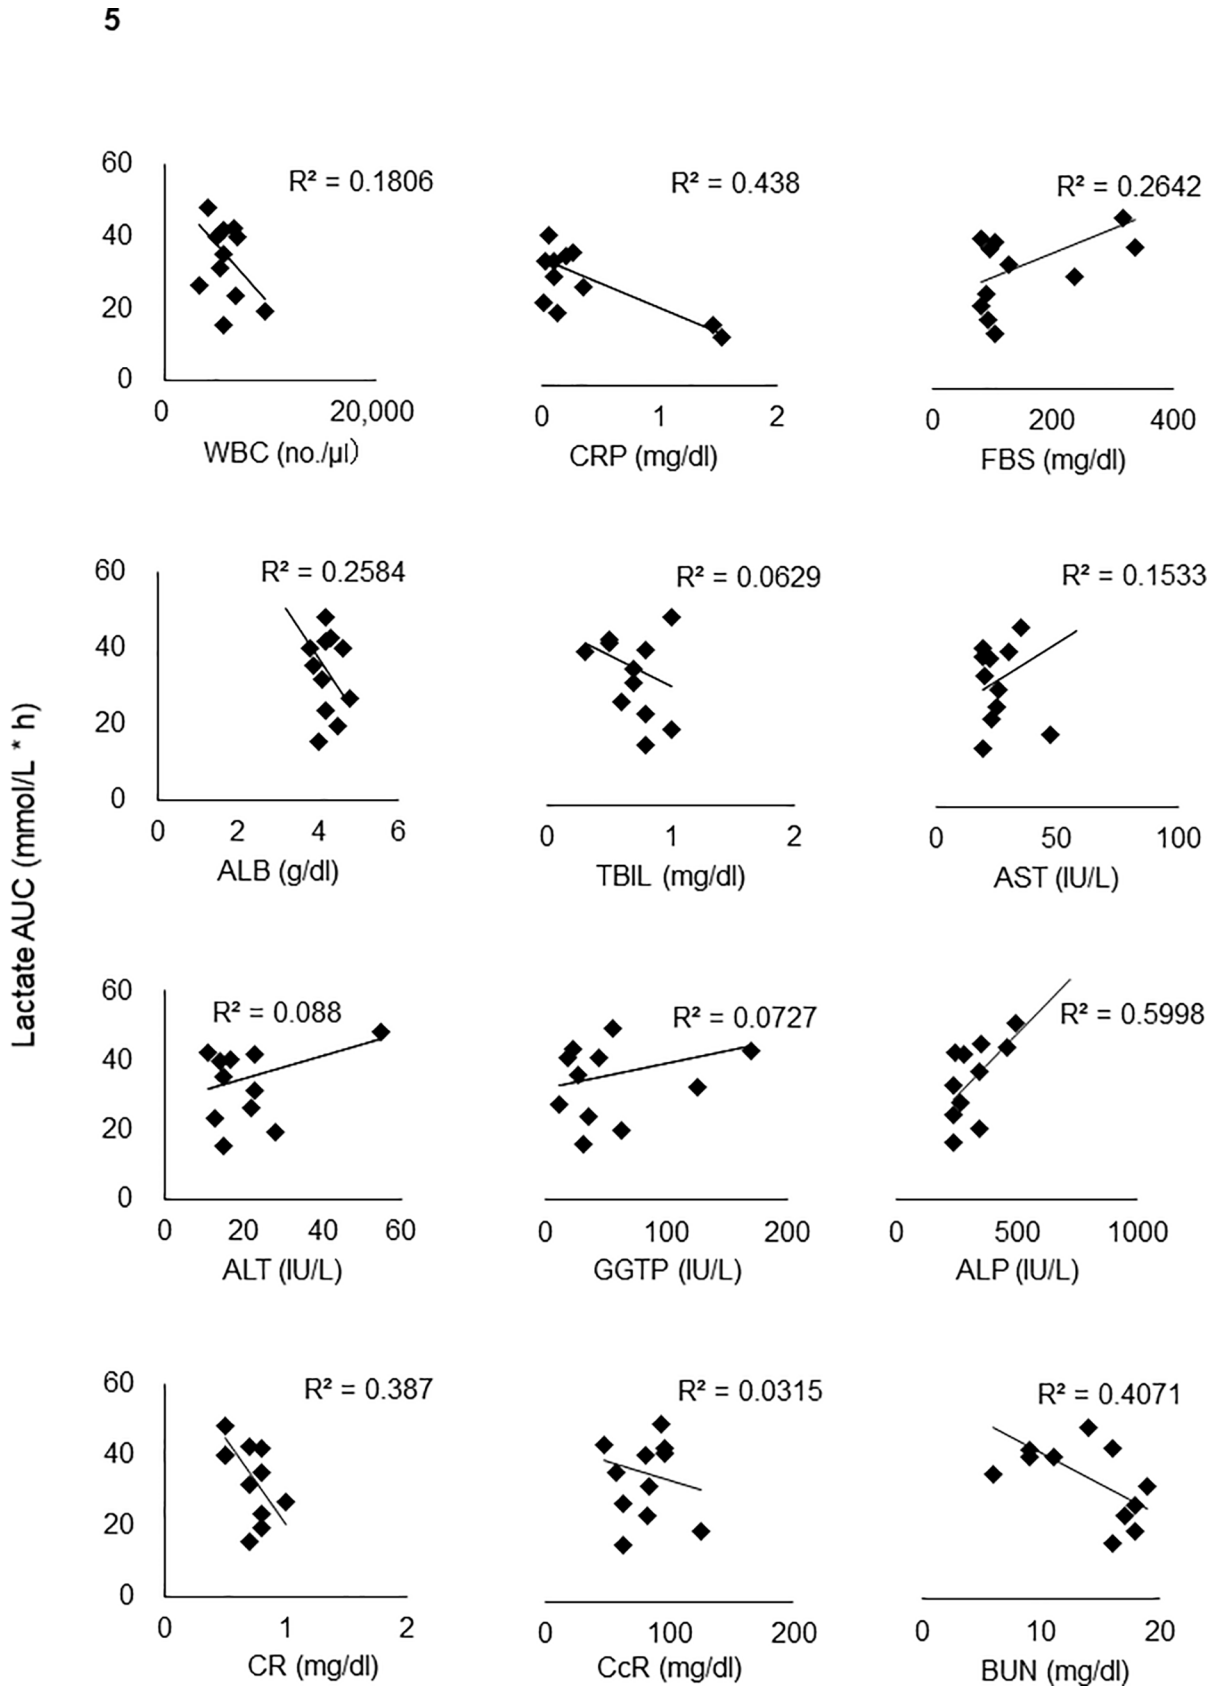 5
60
40
20
0
R² = 0.1806
0 20,000
WBC (no./µl)
R² = 0.438
0 1 2
CRP (mg/dl)
R² = 0.2642
0 200 400
FBS (mg/dl)
Lactate AUC (mmol/L * h)
60
40
20
0
R² = 0.2584
0 2 4 6
ALB (g/dl)
R² = 0.0629
0 1 2
TBIL (mg/dl)
R² = 0.1533
0 50 100
AST (IU/L)
60
40
20
0
R² = 0.088
0 20 40 60
ALT (IU/L)
R² = 0.0727
0 100 200
GGTP (IU/L)
R² = 0.5998
0 500 1000
ALP (IU/L)
60
40
20
0
R² = 0.387
0 1 2
CR (mg/dl)
R² = 0.0315
0 100 200
CcR (mg/dl)
R² = 0.4071
0 10 20
BUN (mg/dl)